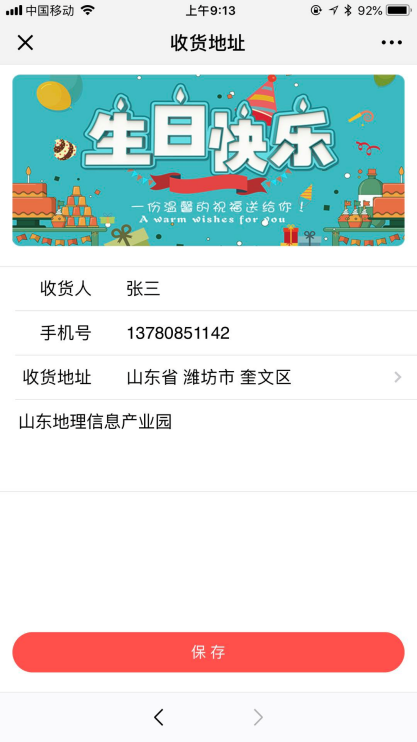 中国移动 上午9:13 92%
收货地址
生日快乐
一份温馨的祝福送给你！
A warm wishes for you
收货人 张三
手机号 13780851142
收货地址 山东省 潍坊市 奎文区
山东地理信息产业园
保存